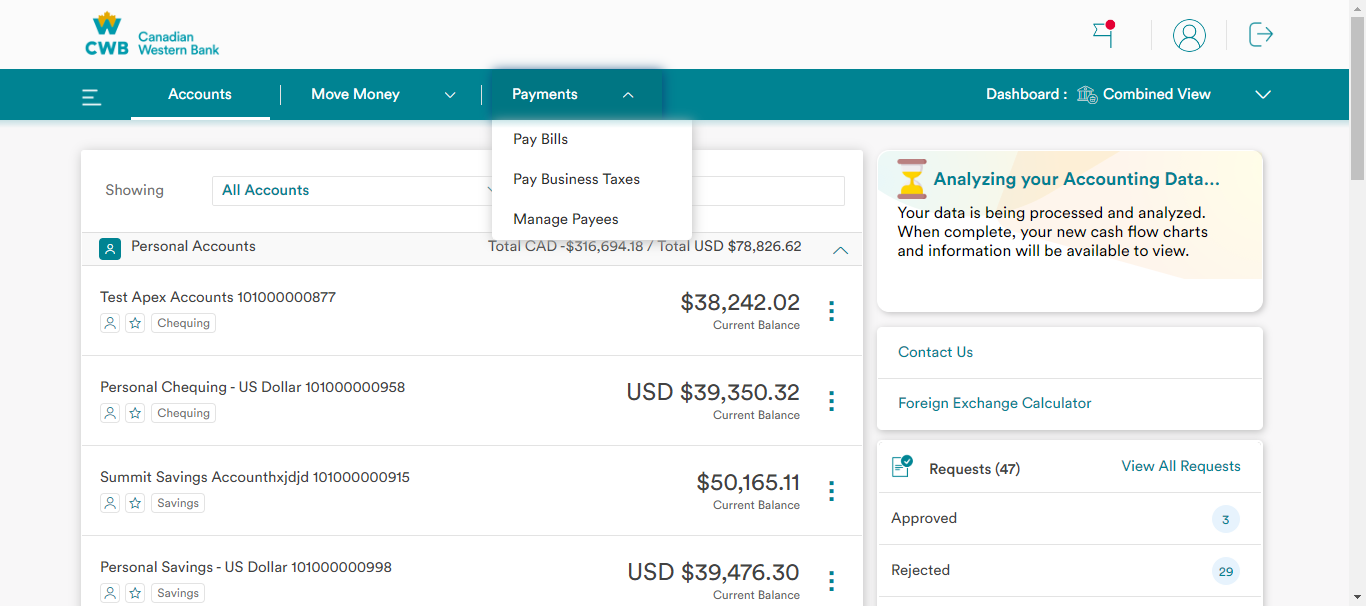 CWB Canadian
Western Bank
Accounts
Move Money
Payments
Dashboard : Combined View
Pay Bills
Pay Business Taxes
Manage Payees
Showing
All Accounts
Personal Accounts
Total CAD -$316,694.18 / Total USD $78,826.62
Test Apex Accounts 101000000877
Chequing
$38,242.02
Current Balance
Personal Chequing - US Dollar 101000000958
Chequing
USD $39,350.32
Current Balance
Summit Savings Accounthxjdjd 101000000915
Savings
$50,165.11
Current Balance
Personal Savings - US Dollar 101000000998
Savings
USD $39,476.30
Current Balance
Analyzing your Accounting Data...
Your data is being processed and analyzed.
When complete, your new cash flow charts
and information will be available to view.
Contact Us
Foreign Exchange Calculator
Requests (47)
View All Requests
Approved
3
Rejected
29